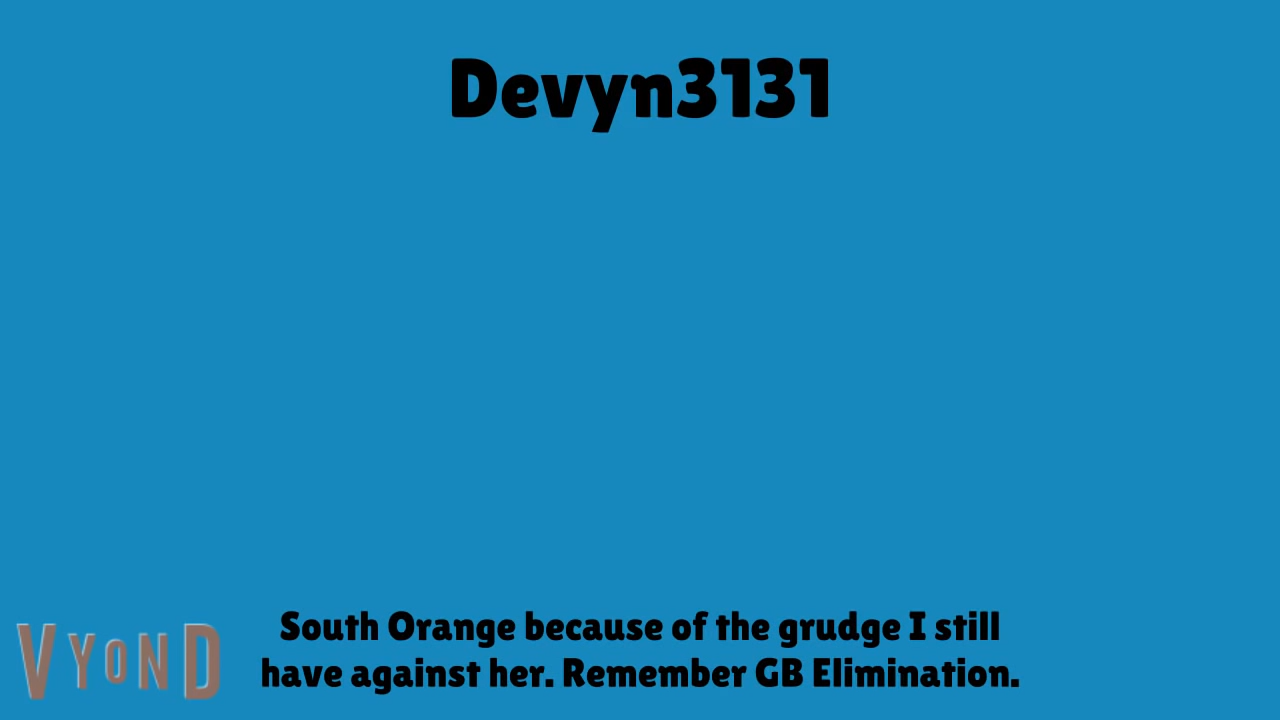 Devyn3131
South Orange because of the grudge I still
have against her. Remember GB Elimination.
VYOND